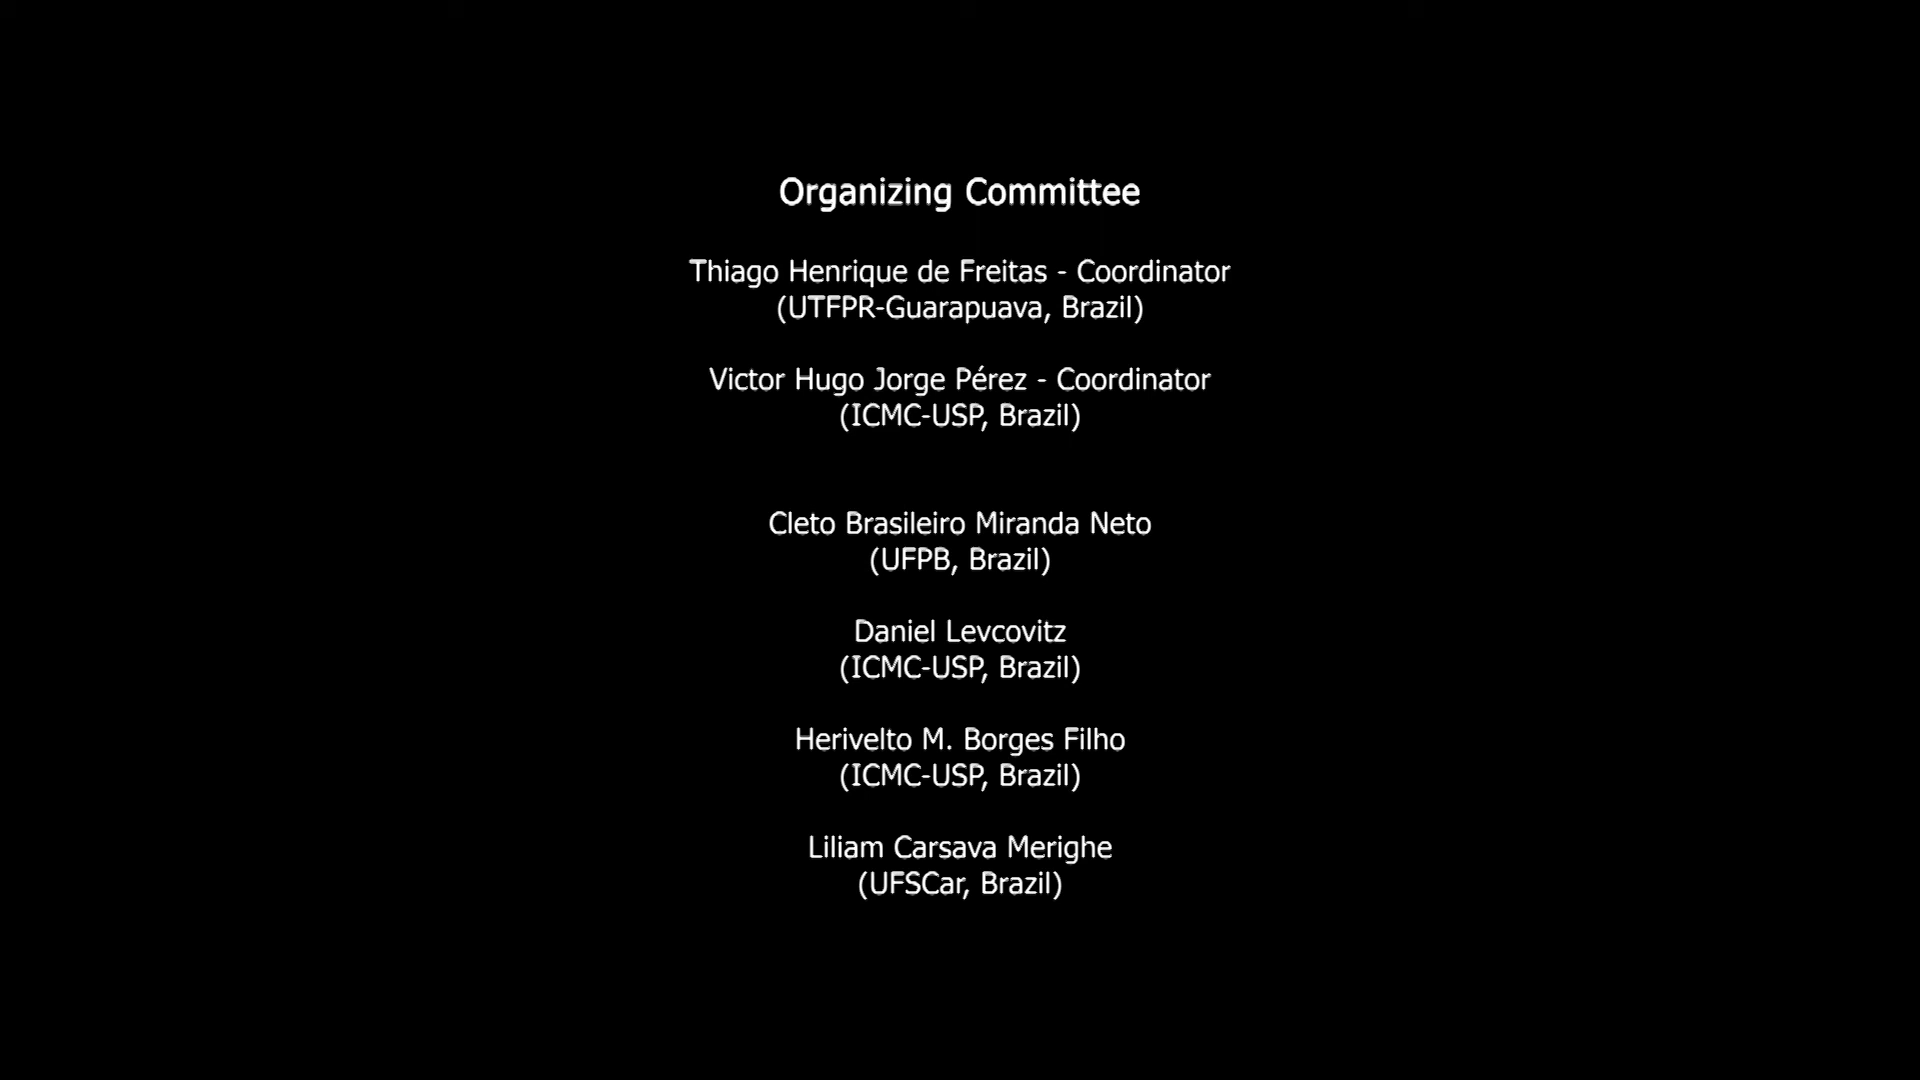 Organizing Committee
Thiago Henrique de Freitas - Coordinator
(UTFPR-Guarapuava, Brazil)
Victor Hugo Jorge Pérez - Coordinator
(ICMC-USP, Brazil)
Cleto Brasileiro Miranda Neto
(UFPB, Brazil)
Daniel Levcovitz
(ICMC-USP, Brazil)
Herivelto M. Borges Filho
(ICMC-USP, Brazil)
Liliam Carsava Merighe
(UFSCar, Brazil)